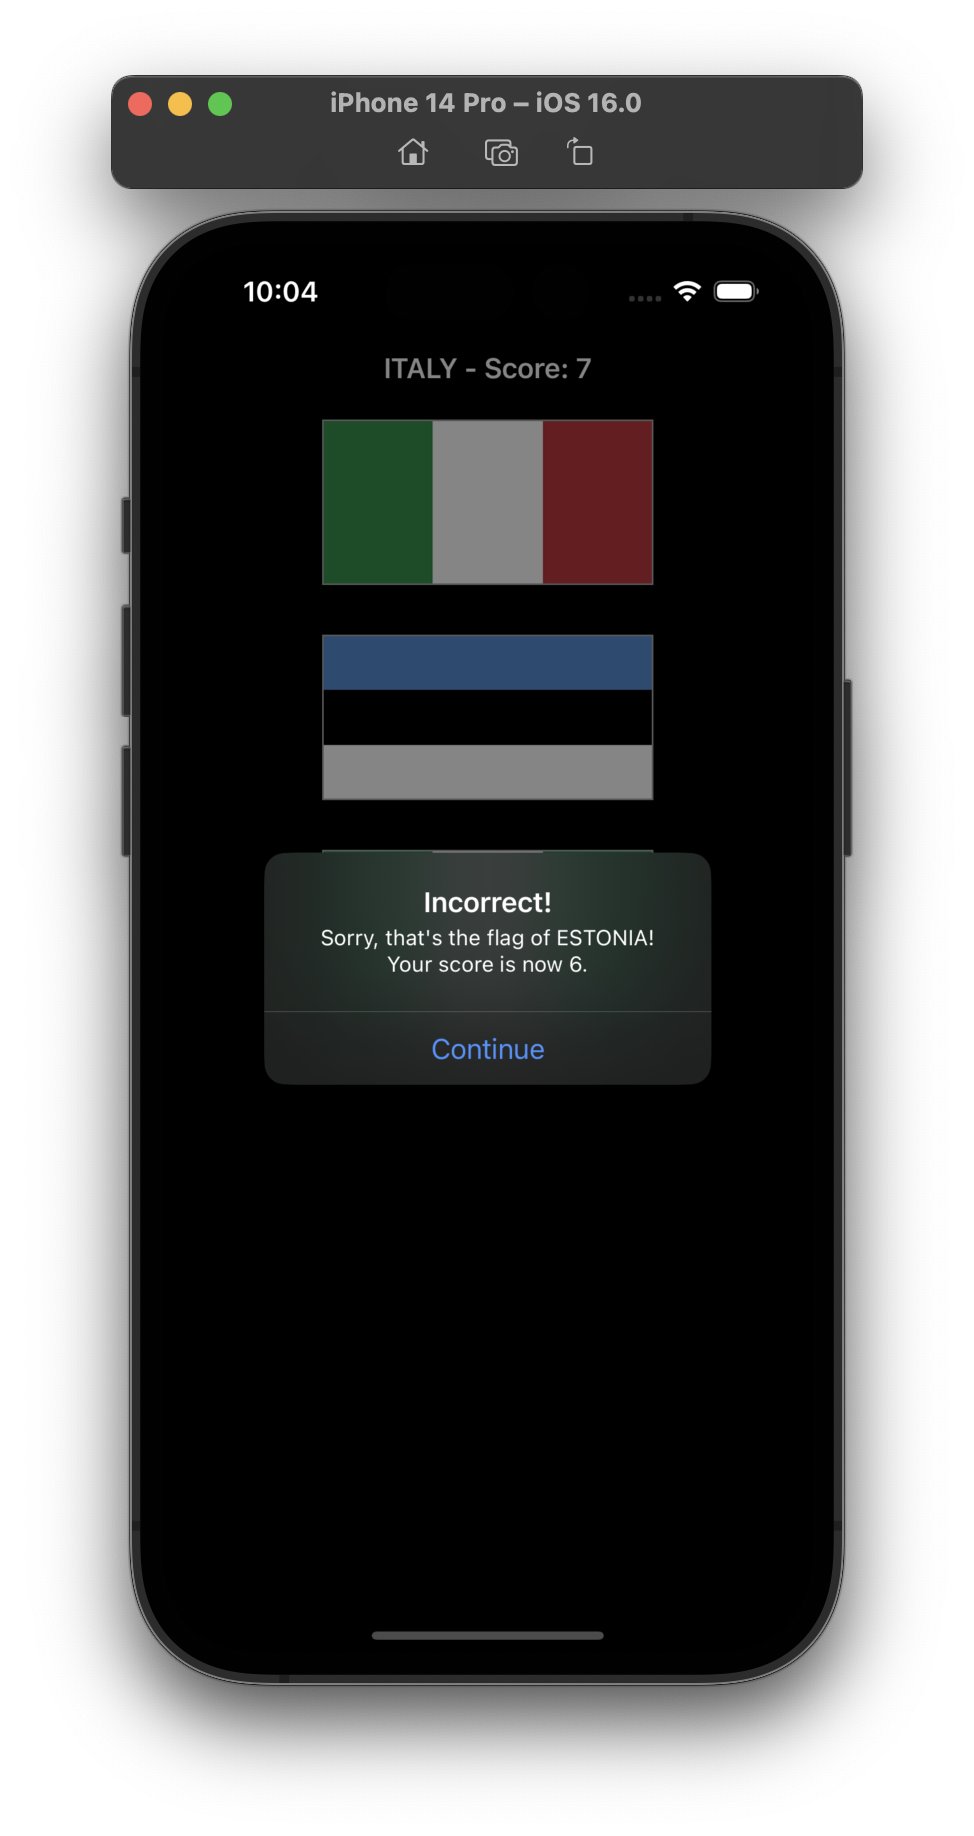 iPhone 14 Pro – iOS 16.0
10:04
ITALY - Score: 7
Incorrect!
Sorry, that's the flag of ESTONIA!
Your score is now 6.
Continue